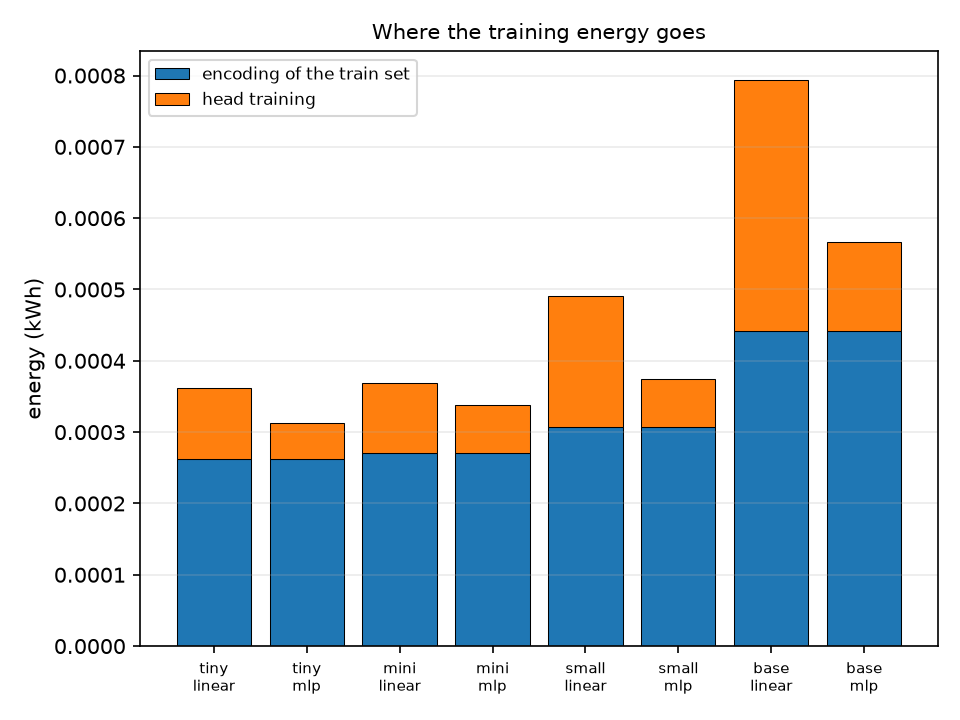 Where the training energy goes
encoding of the train set
head training
energy (kWh)
0.0008
0.0007
0.0006
0.0005
0.0004
0.0003
0.0002
0.0001
0.0000
tiny
linear
tiny
mlp
mini
linear
mini
mlp
small
linear
small
mlp
base
linear
base
mlp